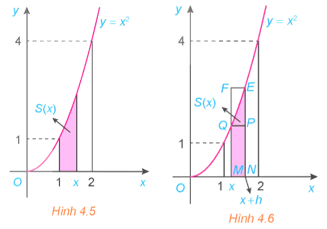 y
y = x²
4
S(x)
1
O
1
x
2
x
Hình 4.5
y
y = x²
4
F
E
S(x)
Q
P
1
M
N
O
1
x
2
x
x+h
Hình 4.6